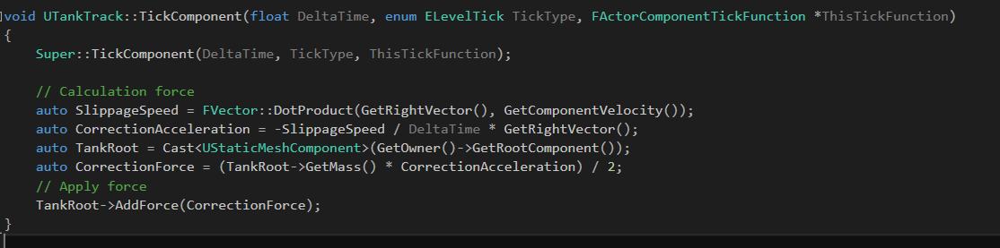 void UTankTrack::TickComponent(float DeltaTime, enum ELevelTick TickType, FActorComponentTickFunction *ThisTickFunction)
{
    Super::TickComponent(DeltaTime, TickType, ThisTickFunction);

    // Calculation force
    auto SlippageSpeed = FVector::DotProduct(GetRightVector(), GetComponentVelocity());
    auto CorrectionAcceleration = -SlippageSpeed / DeltaTime * GetRightVector();
    auto TankRoot = Cast<UStaticMeshComponent>(GetOwner()->GetRootComponent());
    auto CorrectionForce = (TankRoot->GetMass() * CorrectionAcceleration) / 2;
    // Apply force
    TankRoot->AddForce(CorrectionForce);
}